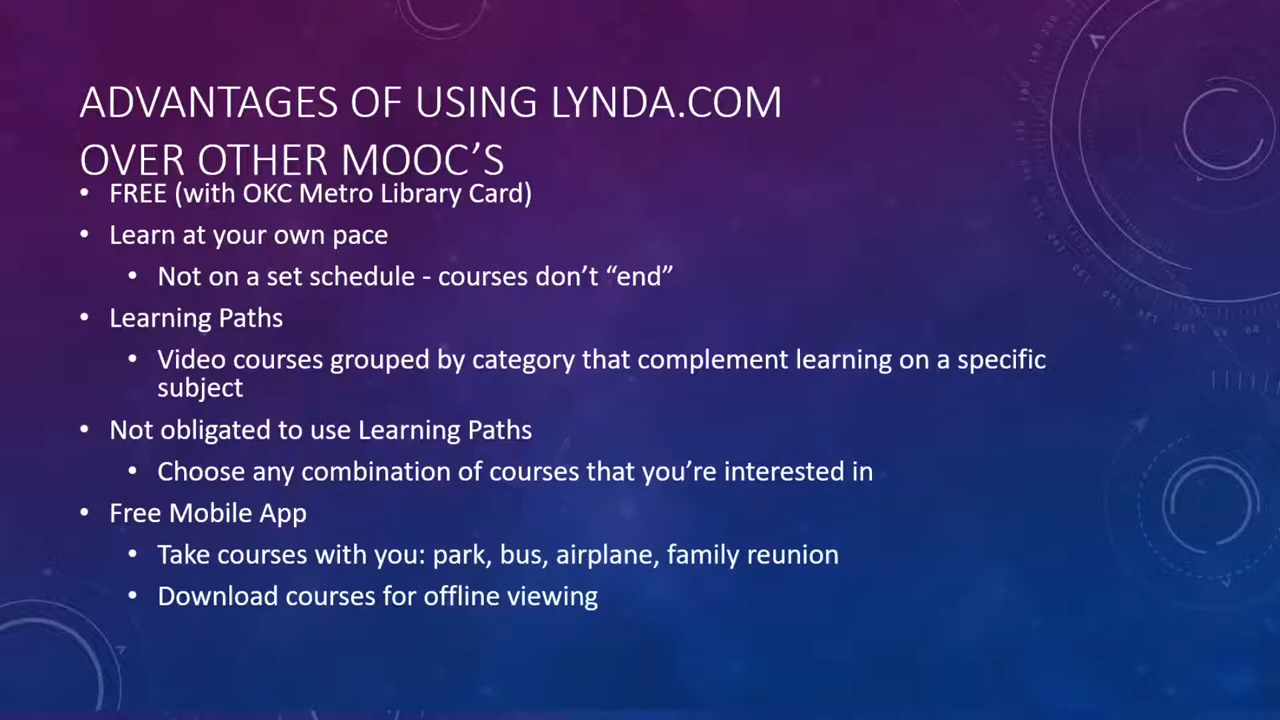 ADVANTAGES OF USING LYNDA.COM
OVER OTHER MOOC’S
• FREE (with OKC Metro Library Card)
• Learn at your own pace
• Not on a set schedule - courses don’t “end”
• Learning Paths
• Video courses grouped by category that complement learning on a specific
subject
• Not obligated to use Learning Paths
• Choose any combination of courses that you’re interested in
• Free Mobile App
• Take courses with you: park, bus, airplane, family reunion
• Download courses for offline viewing